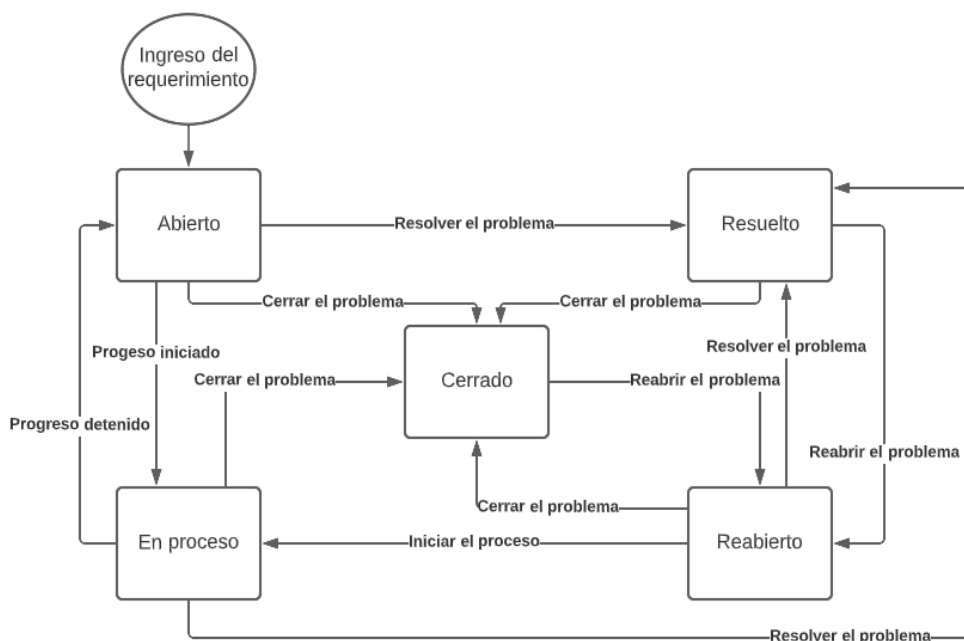 Ingreso del
requerimiento
Abierto
Resuelto
Resolver el problema
Cerrar el problema
Cerrar el problema
Progeso iniciado
Cerrar el problema
Cerrado
Reabrir el problema
Resolver el problema
Progreso detenido
Reabrir el problema
Cerrar el problema
En proceso
Iniciar el proceso
Reabierto
Resolver el problema